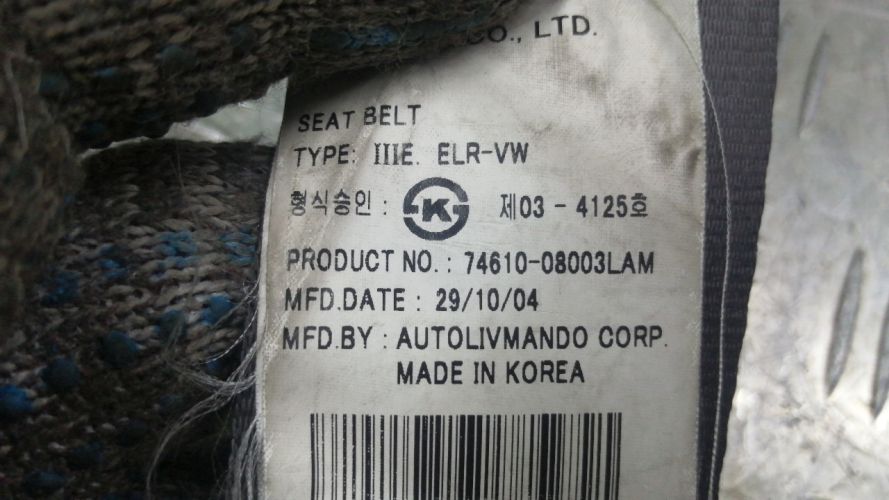 CO., LTD.
SEAT BELT
TYPE: IIIE. ELR-VW
형식승인 : K 제03 - 4125호
PRODUCT NO. : 74610-08003LAM
MFD.DATE : 29/10/04
MFD.BY : AUTOLIVMANDO CORP.
MADE IN KOREA